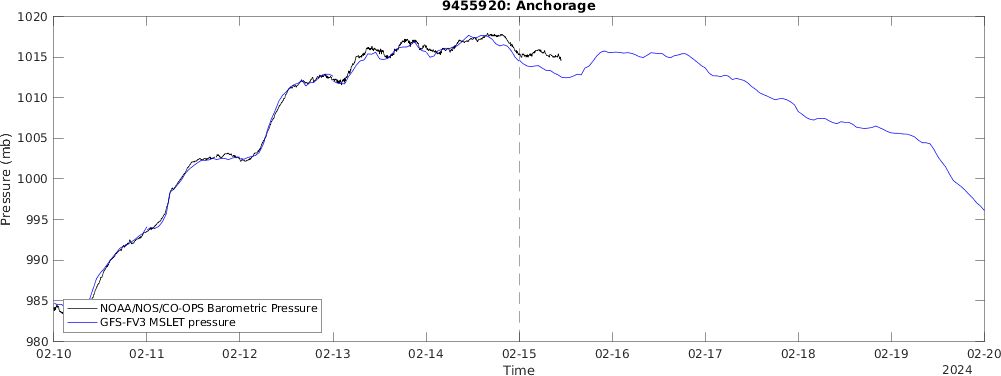 9455920: Anchorage
1020
1015
1010
1005
1000
995
990
985
980
Pressure (mb)
NOAA/NOS/CO-OPS Barometric Pressure
GFS-FV3 MSLET pressure
02-10 02-11 02-12 02-13 02-14 02-15 02-16 02-17 02-18 02-19 02-20
Time
2024